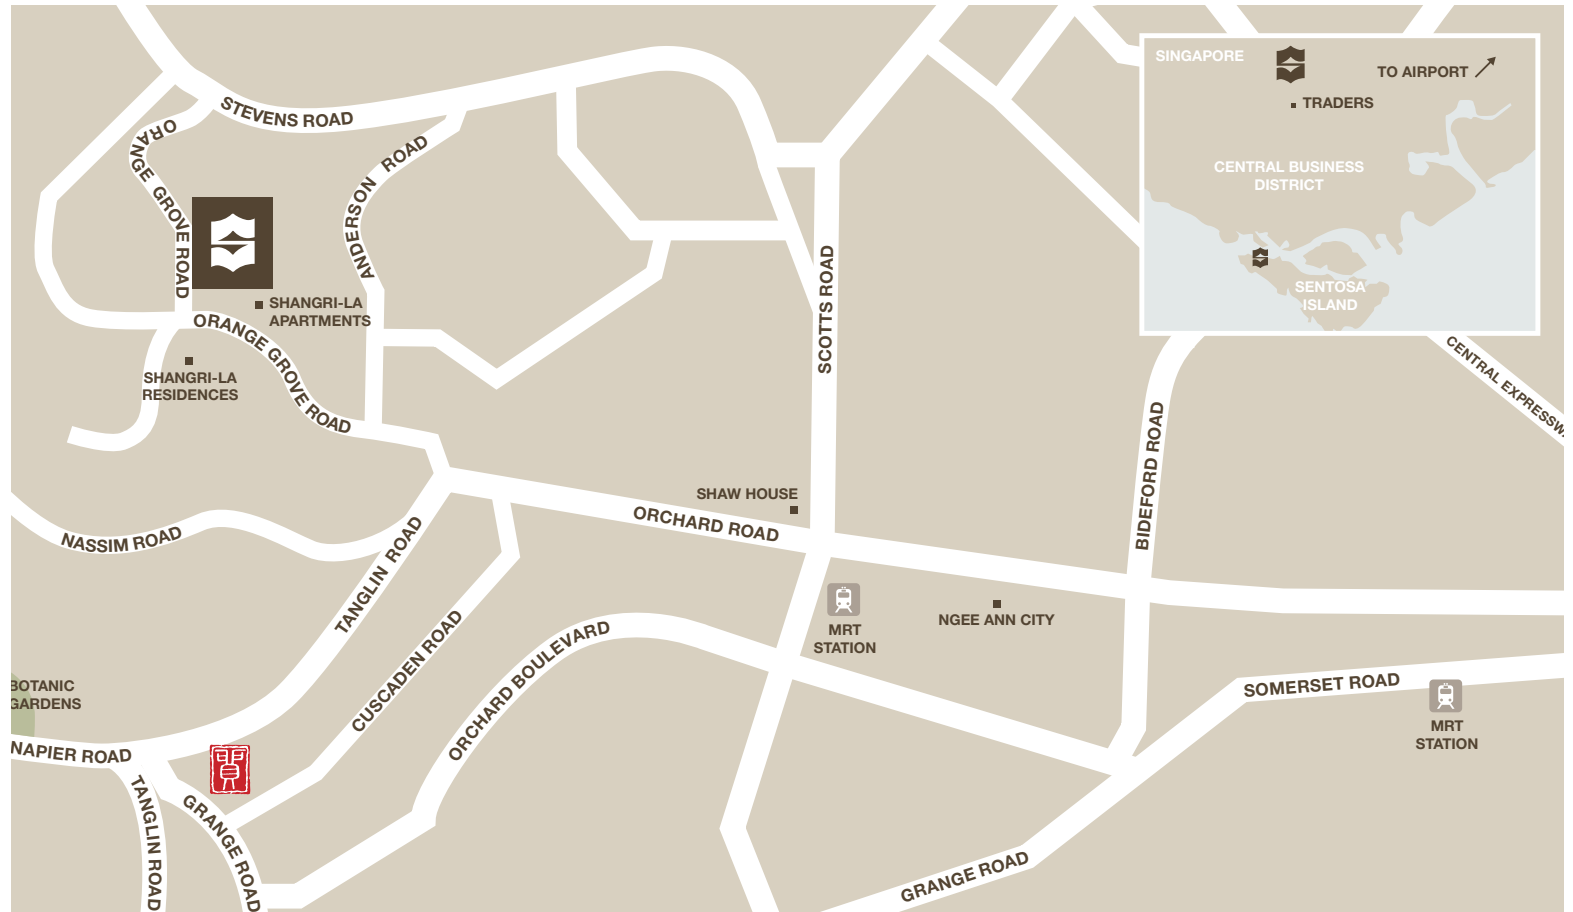 SINGAPORE
TO AIRPORT
TRADERS
CENTRAL BUSINESS
DISTRICT
SENTOSA
ISLAND
STEVENS ROAD
ORANGE GROVE ROAD
ANDERSON ROAD
SHANGRI-LA
APARTMENTS
ORANGE GROVE ROAD
SHANGRI-LA
RESIDENCES
SCOTTS ROAD
CENTRAL EXPRESSW
BIDEFORD ROAD
SHAW HOUSE
ORCHARD ROAD
NASSIM ROAD
TANGLIN ROAD
CUSCADEN ROAD
ORCHARD BOULEVARD
MRT
STATION
NGEE ANN CITY
BOTANIC
GARDENS
SOMERSET ROAD
MRT
STATION
NAPIER ROAD
TANGLIN ROAD
GRANGE ROAD
GRANGE ROAD